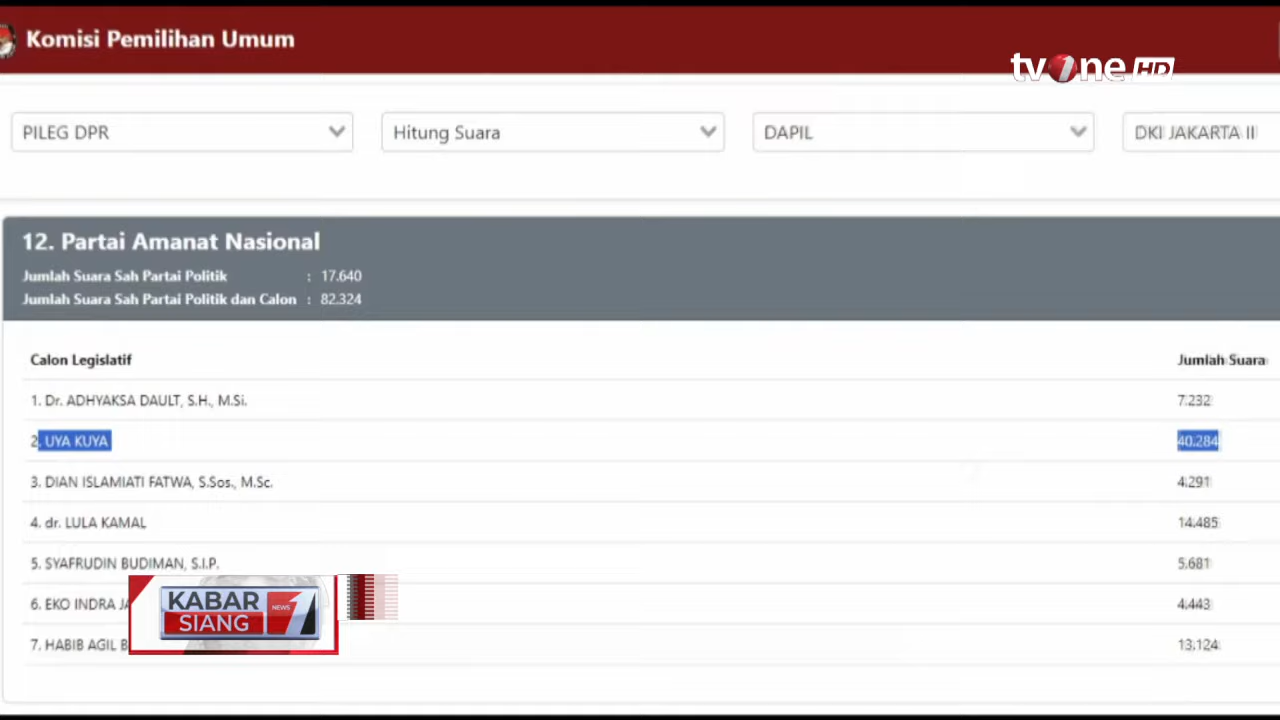 Komisi Pemilihan Umum
tvOne HD
PILEG DPR
Hitung Suara
DAPIL
DKI JAKARTA II
12. Partai Amanat Nasional
Jumlah Suara Sah Partai Politik : 17.640
Jumlah Suara Sah Partai Politik dan Calon : 82.324
Calon Legislatif Jumlah Suara
1. Dr. ADHYAKSA DAULT, S.H., M.Si. 7.232
2. UYA KUYA 40.284
3. DIAN ISLAMIATI FATWA, S.Sos., M.Sc. 4.291
4. dr. LULA KAMAL 14.485
5. SYAFRUDIN BUDIMAN, S.I.P. 5.681
6. EKO INDRA 4.443
7. HABIB AGIL 13.124
KABAR
SIANG
NEWS 1